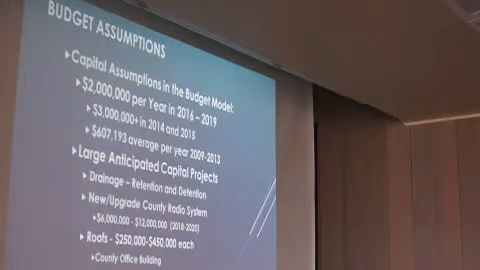 BUDGET ASSUMPTIONS
Capital Assumptions in the Budget Model:
$2,000,000 per Year in 2016 – 2019
$3,000,000+ in 2014 and 2015
$607,193 average per year 2009-2013
Large Anticipated Capital Projects
Drainage – Retention and Detention
New/Upgrade County Radio System
$6,000,000 - $12,000,000 (2018-2020)
Roofs - $250,000-$450,000 each
County Office Building